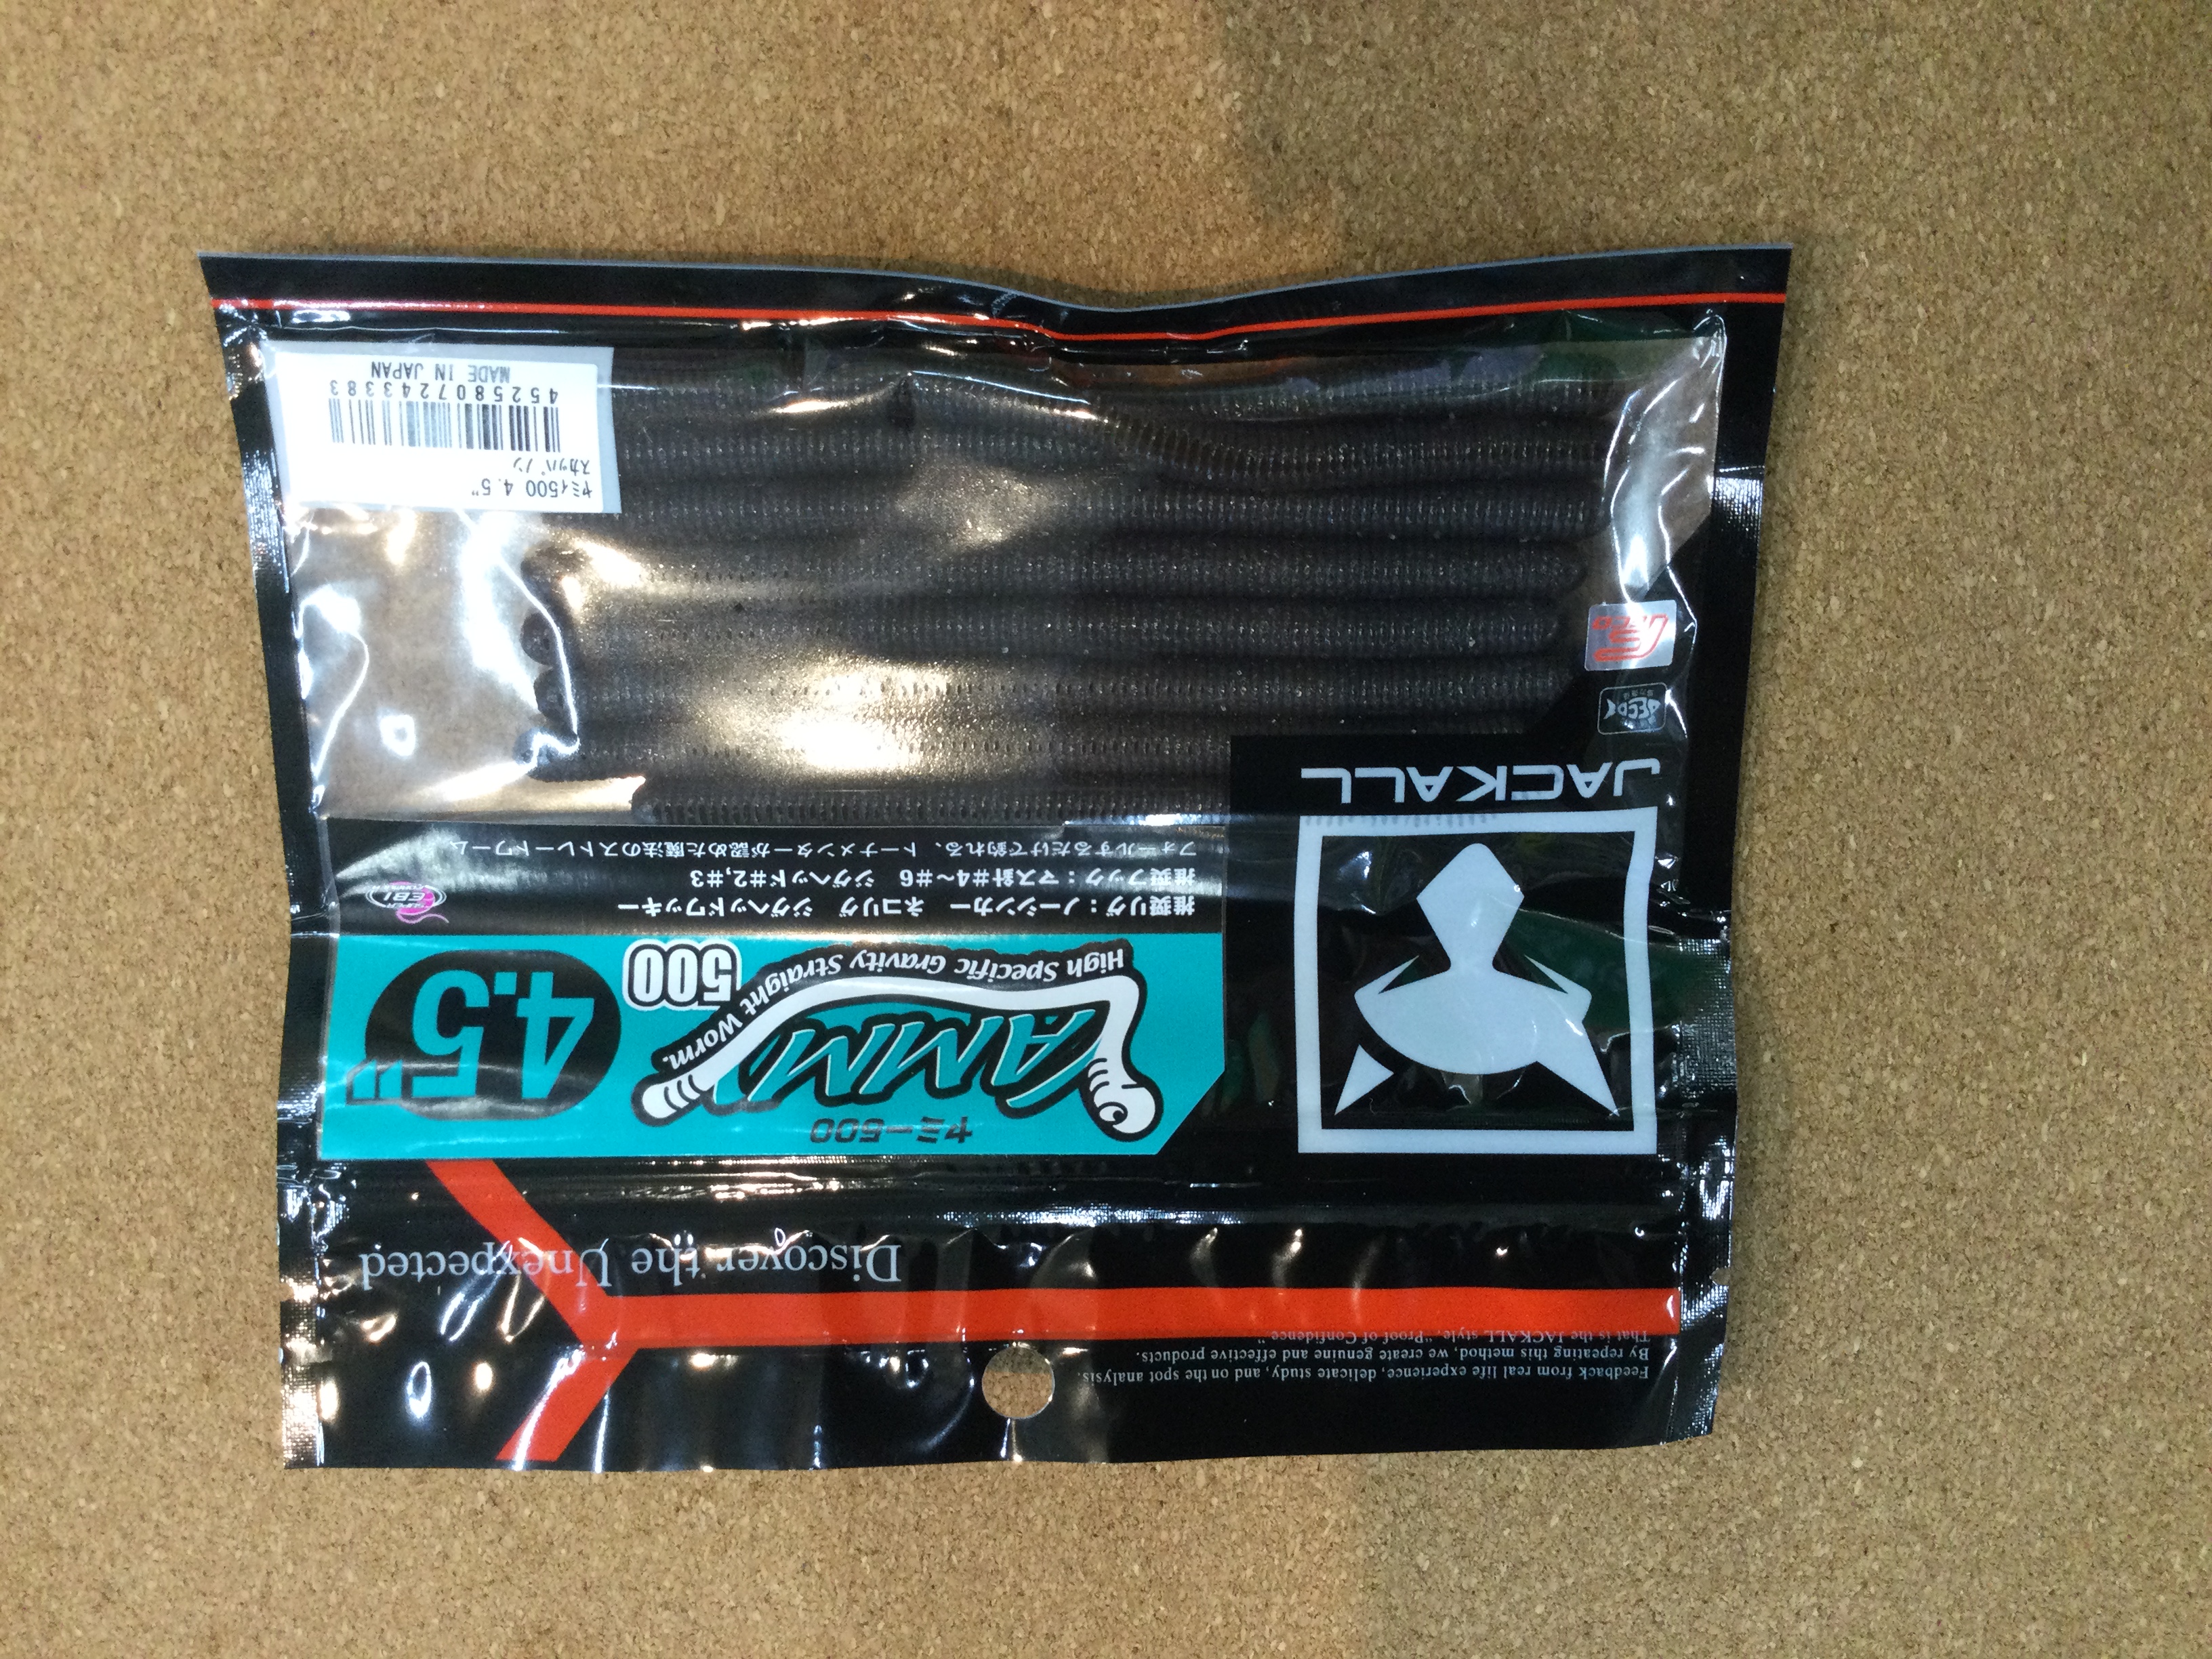 Feedback from real life experience, delicate study, and on the spot analysis.
By repeating this method, we create genuine and effective products.
That is the JACKALL style. "Proof of Confidence"
Discover the Unexpected
ヤミー500
YAMMY
500
High Specific Gravity Straight Worm.
4.5"
推奨リグ：ノーシンカー ネコリグ ジグヘッドワッキー
推奨フック：マス針#4～#6 ジグヘッド#2,#3
フォールするだけで釣れる、トーナメンターが認めた魔法のストレートワーム
EBI
JACKALL
ECO
ヤミィ500 4.5"
スカッパノン
4525807243383
MADE IN JAPAN